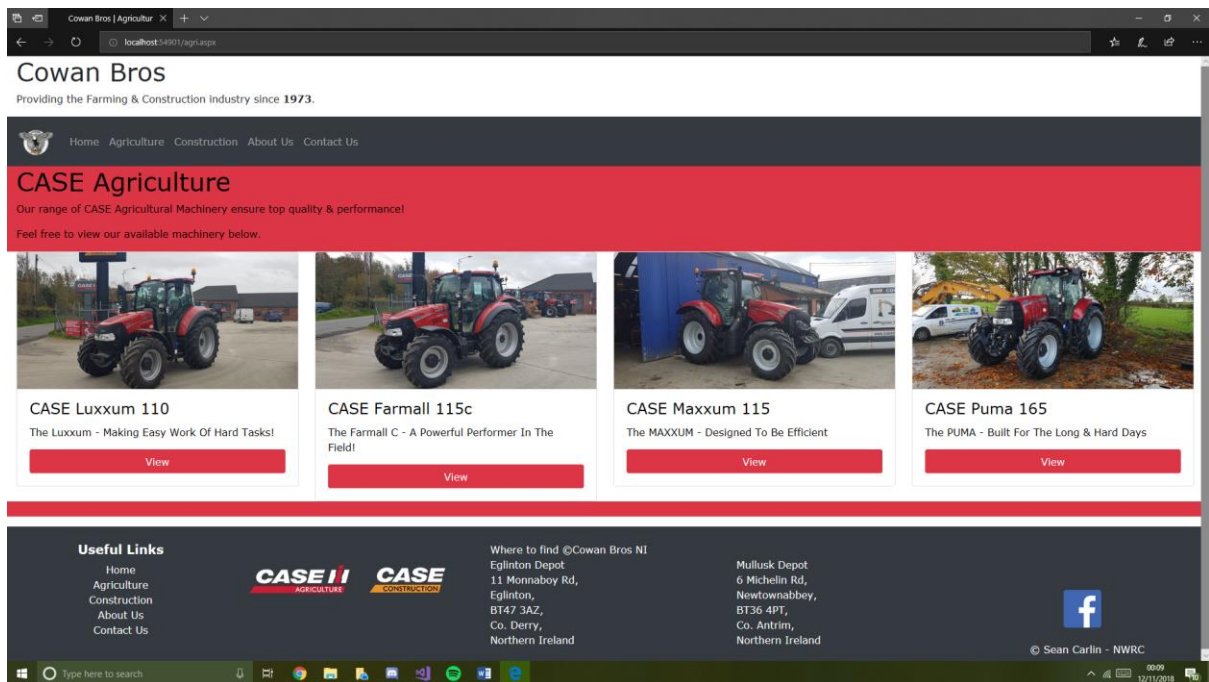 Cowan Bros | Agricultur
localhost:54901/agri.aspx
Cowan Bros
Providing the Farming & Construction industry since 1973.
Home Agriculture Construction About Us Contact Us
CASE Agriculture
Our range of CASE Agricultural Machinery ensure top quality & performance!
Feel free to view our available machinery below.
CASE Luxxum 110
The Luxxum - Making Easy Work Of Hard Tasks!
View
CASE Farmall 115c
The Farmall C - A Powerful Performer In The
Field!
View
CASE Maxxum 115
The MAXXUM - Designed To Be Efficient
View
CASE Puma 165
The PUMA - Built For The Long & Hard Days
View
Useful Links
Home
Agriculture
Construction
About Us
Contact Us
CASE IH
AGRICULTURE
CASE
CONSTRUCTION
Where to find ©Cowan Bros NI
Eglinton Depot
11 Monnaboy Rd,
Eglinton,
BT47 3AZ,
Co. Derry,
Northern Ireland
Mullusk Depot
6 Michelin Rd,
Newtownabbey,
BT36 4PT,
Co. Antrim,
Northern Ireland
f
© Sean Carlin - NWRC
Type here to search
00:09
12/11/2018